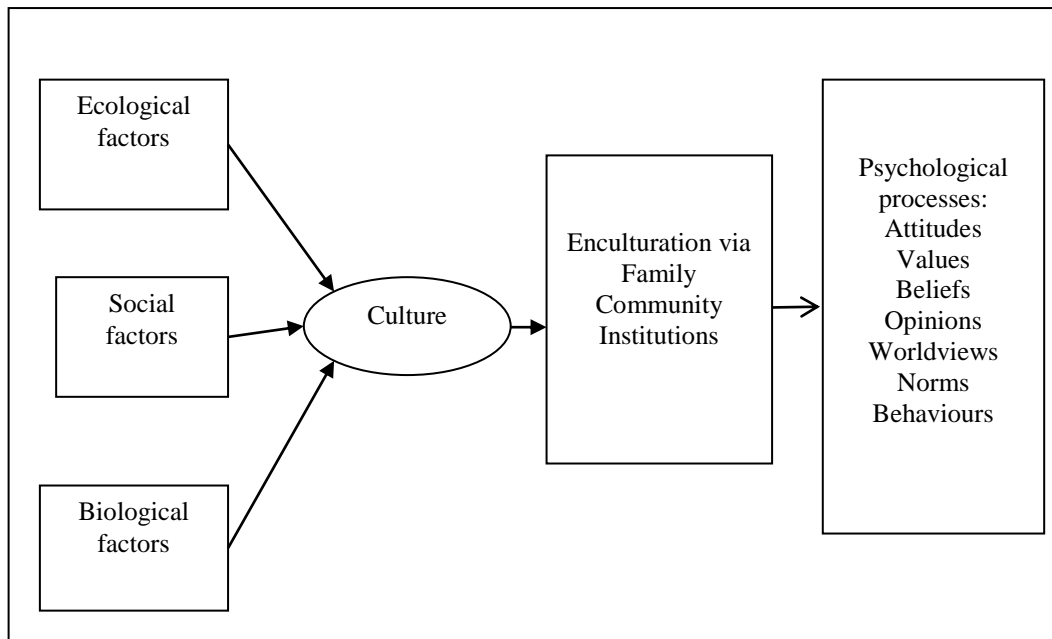 Ecological
factors
Social
factors
Biological
factors
Culture
Enculturation via
Family
Community
Institutions
Psychological
processes:
Attitudes
Values
Beliefs
Opinions
Worldviews
Norms
Behaviours